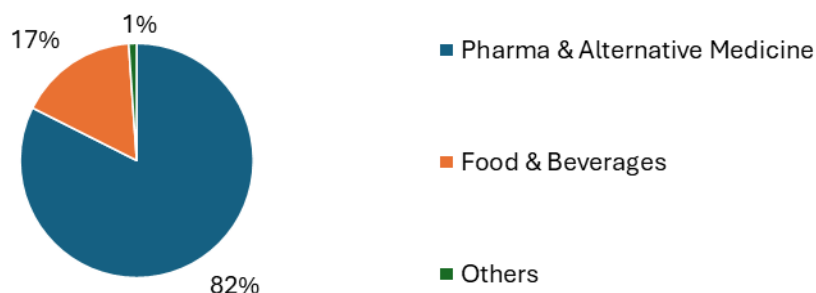 1%
17%
Pharma & Alternative Medicine
Food & Beverages
Others
82%